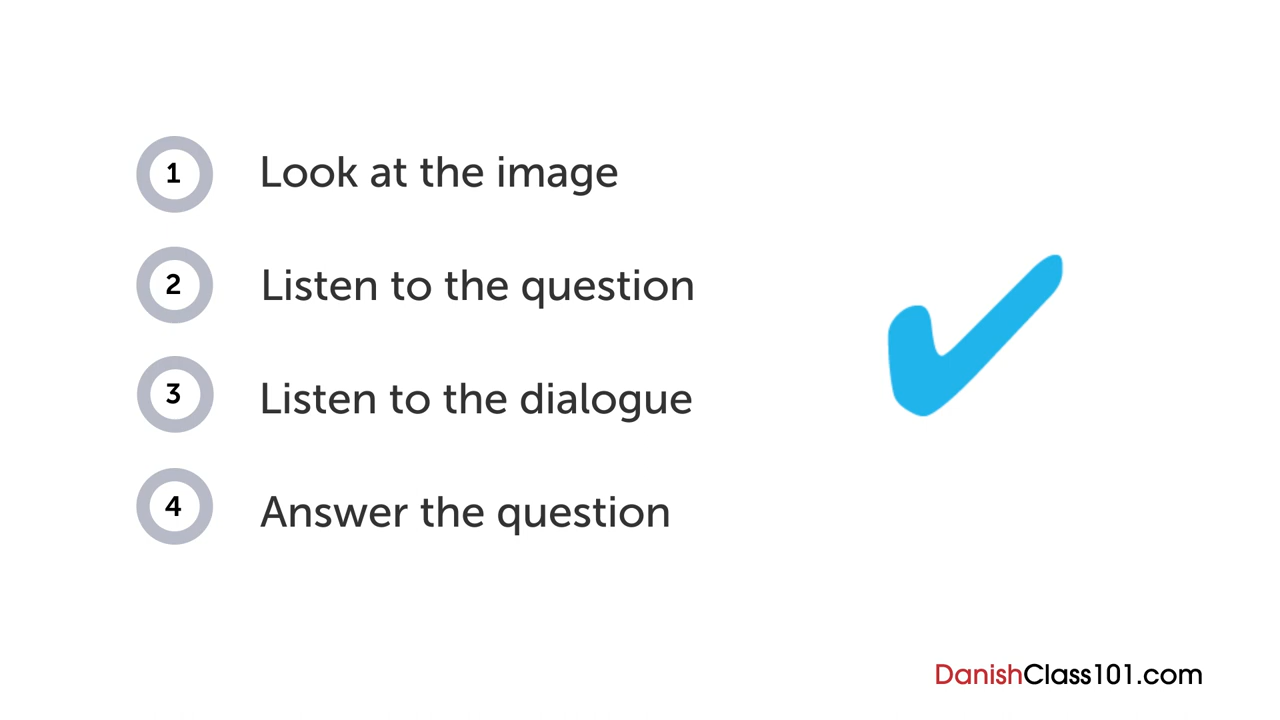 1 Look at the image
2 Listen to the question
3 Listen to the dialogue
4 Answer the question
DanishClass101.com